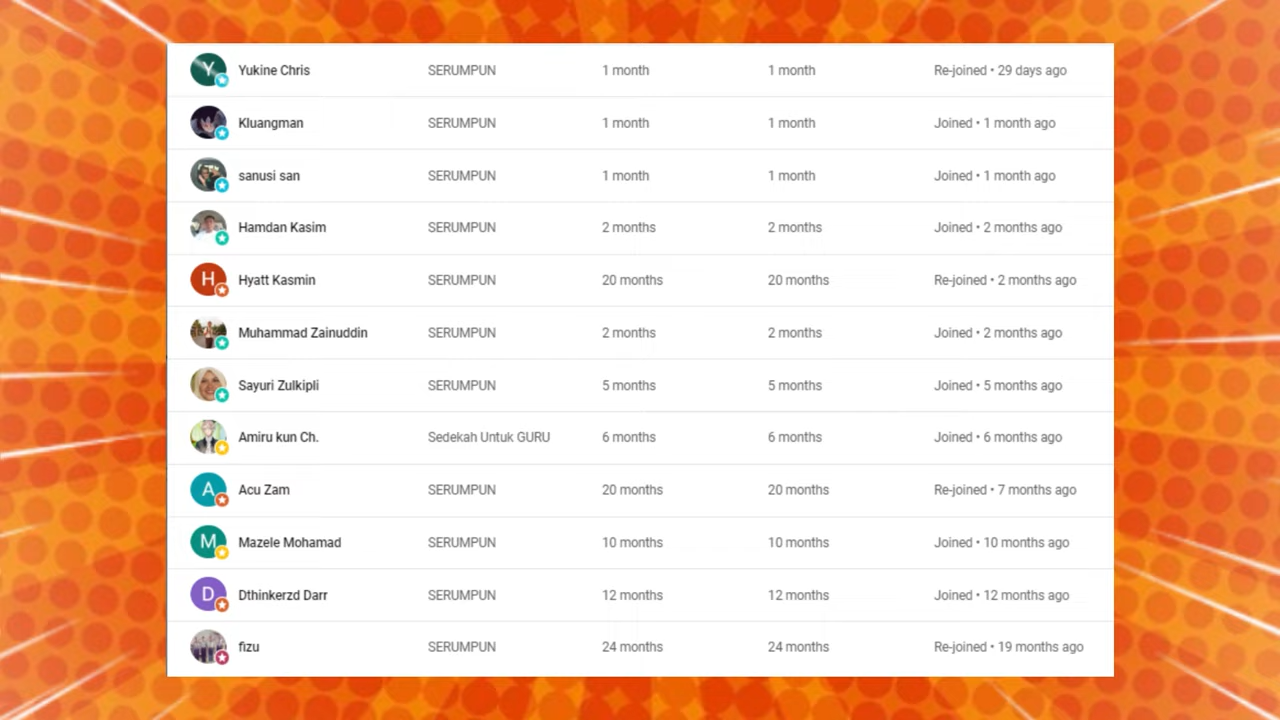 Y Yukine Chris SERUMPUN 1 month 1 month Re-joined • 29 days ago
Kluangman SERUMPUN 1 month 1 month Joined • 1 month ago
sanusi san SERUMPUN 1 month 1 month Joined • 1 month ago
Hamdan Kasim SERUMPUN 2 months 2 months Joined • 2 months ago
H Hyatt Kasmin SERUMPUN 20 months 20 months Re-joined • 2 months ago
Muhammad Zainuddin SERUMPUN 2 months 2 months Joined • 2 months ago
Sayuri Zulkipli SERUMPUN 5 months 5 months Joined • 5 months ago
Amiru kun Ch. Sedekah Untuk GURU 6 months 6 months Joined • 6 months ago
A Acu Zam SERUMPUN 20 months 20 months Re-joined • 7 months ago
M Mazele Mohamad SERUMPUN 10 months 10 months Joined • 10 months ago
D Dthinkerzd Darr SERUMPUN 12 months 12 months Joined • 12 months ago
fizu SERUMPUN 24 months 24 months Re-joined • 19 months ago